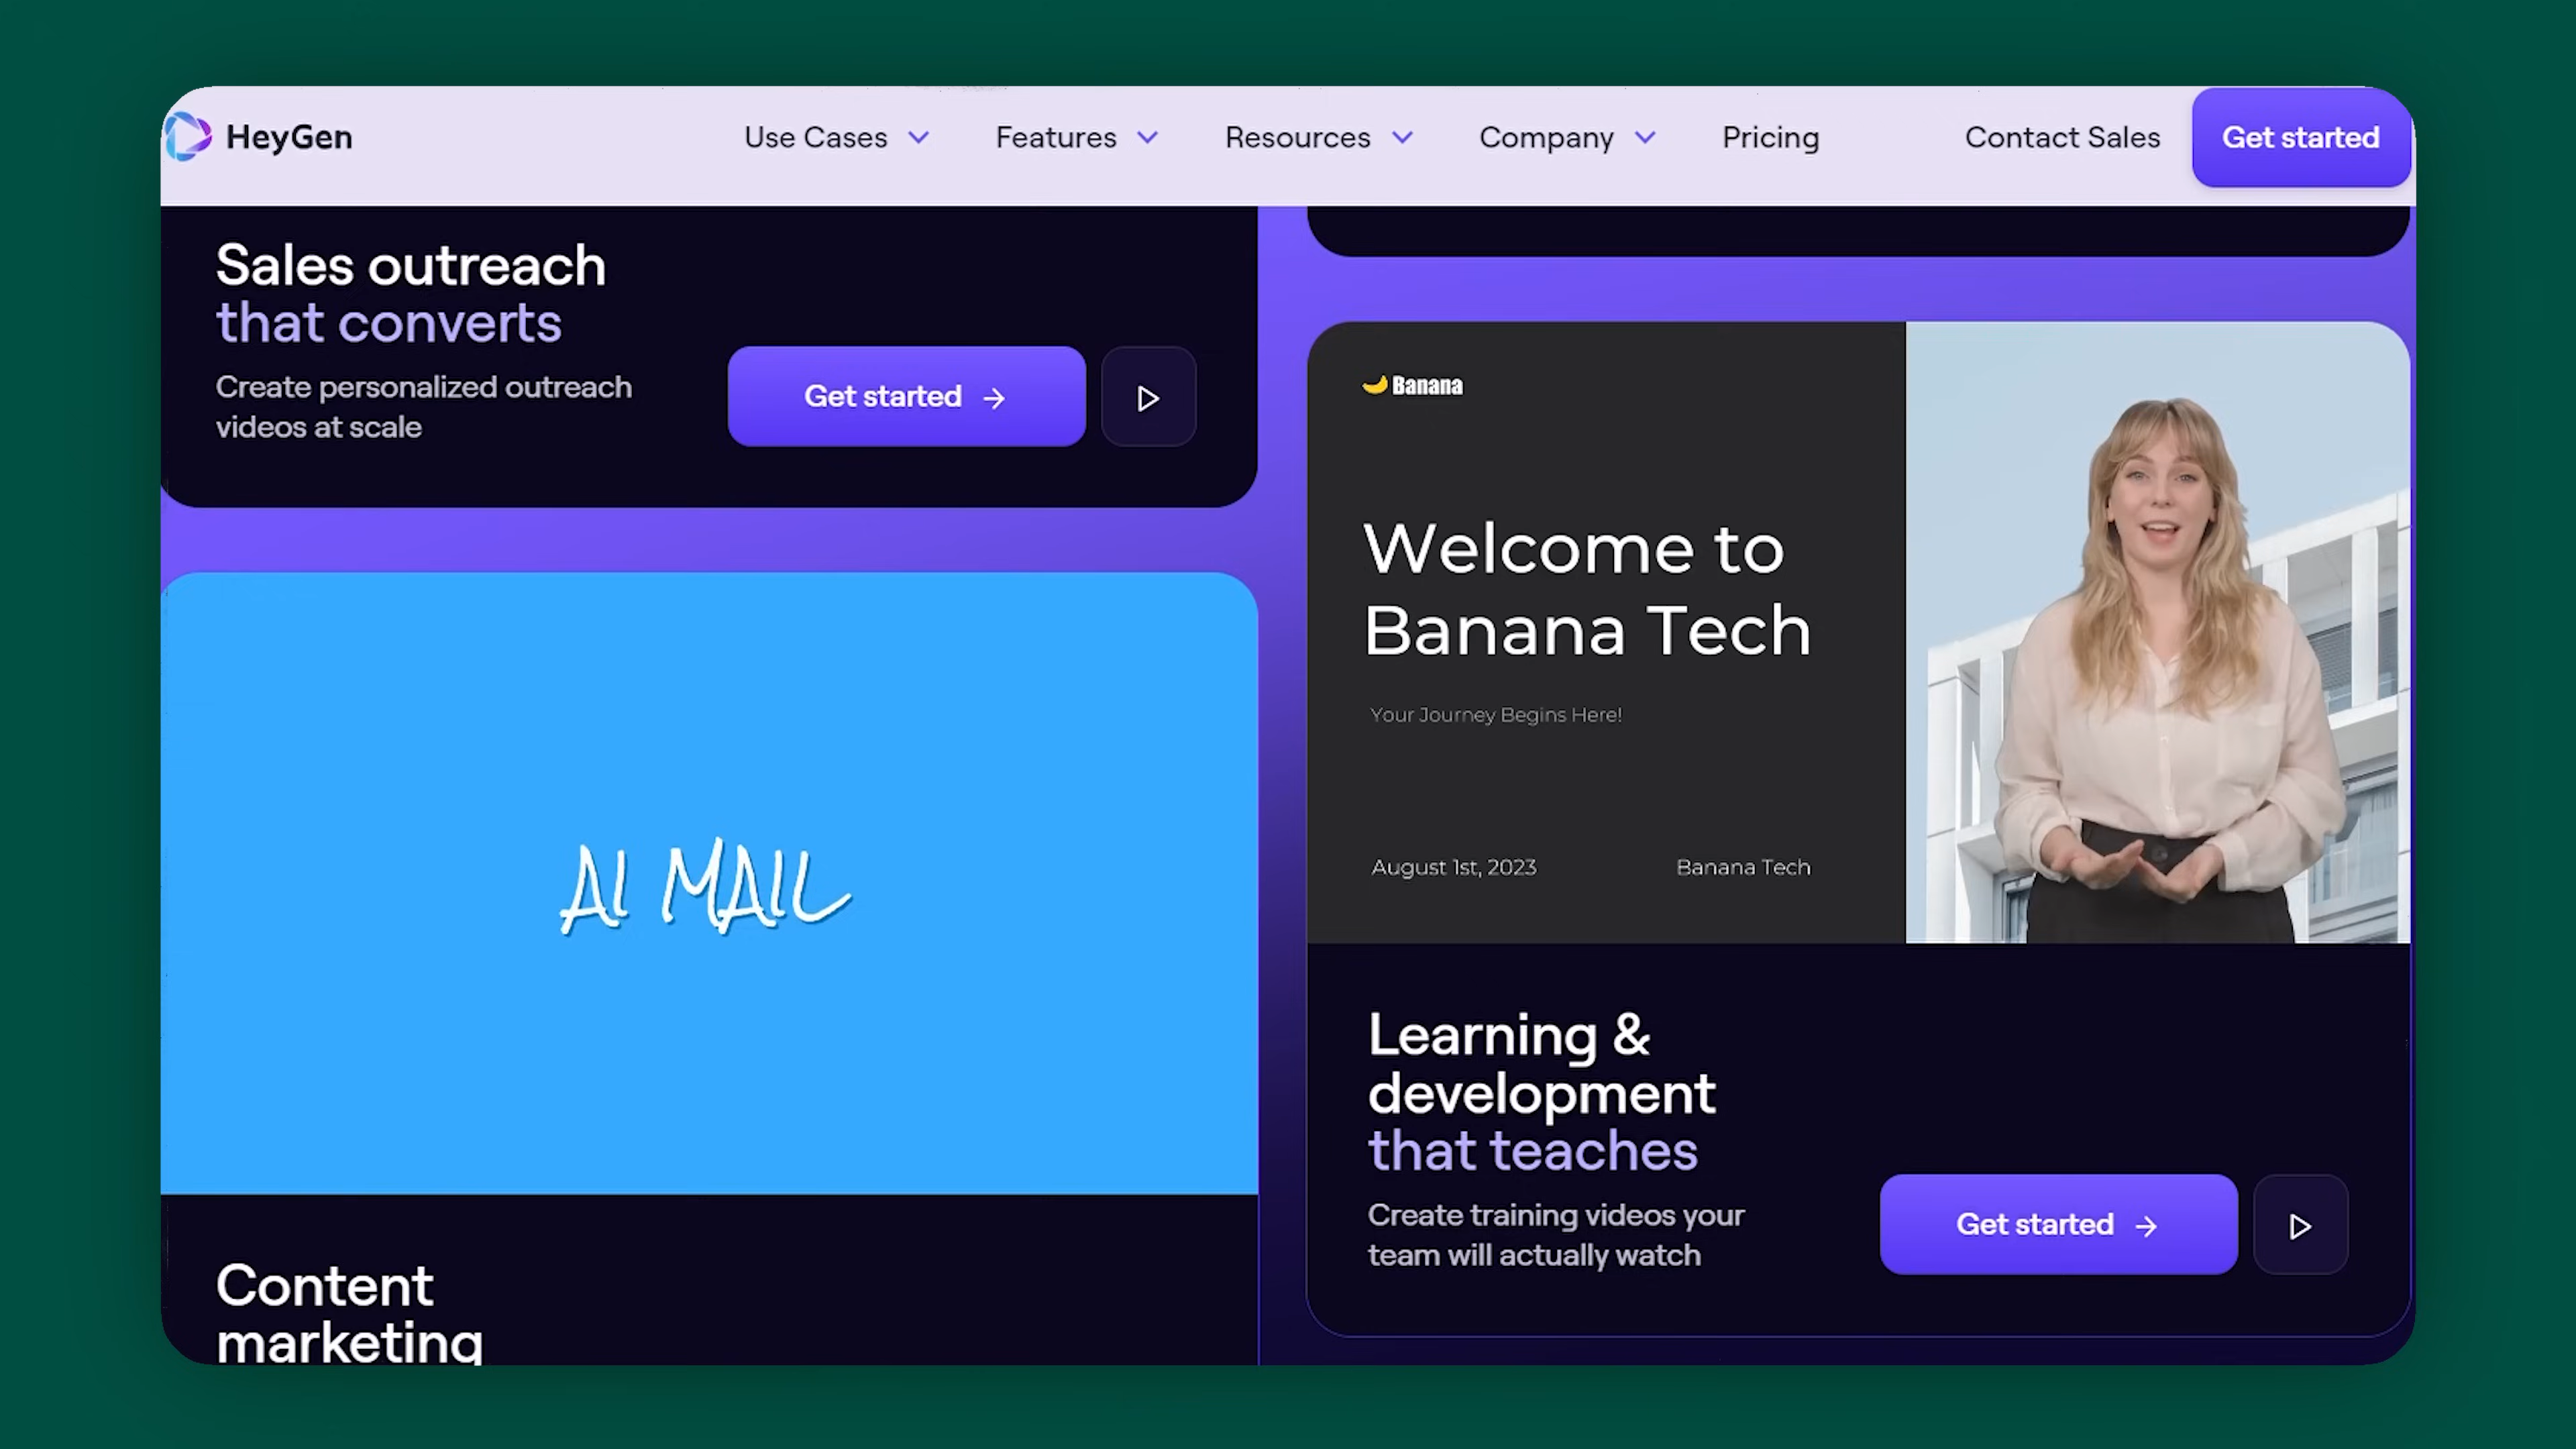 HeyGen
Use Cases
Features
Resources
Company
Pricing
Contact Sales
Get started
Sales outreach
that converts
Create personalized outreach
videos at scale
Get started
AI MAIL
Content
marketing
Banana
Welcome to
Banana Tech
Your Journey Begins Here!
August 1st, 2023
Banana Tech
Learning &
development
that teaches
Create training videos your
team will actually watch
Get started